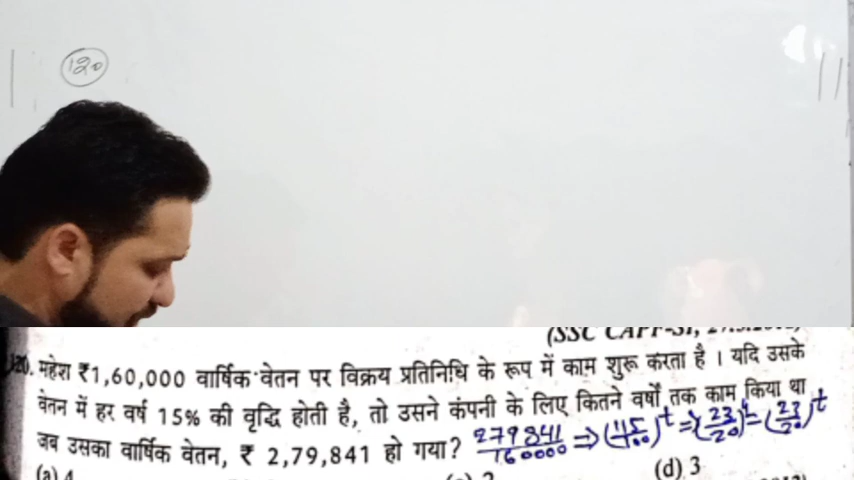 120
(SSC CAPF-SI,
120. महेश ₹1,60,000 वार्षिक वेतन पर विक्रय प्रतिनिधि के रूप में काम शुरू करता है । यदि उसके
वेतन में हर वर्ष 15% की वृद्धि होती है, तो उसने कंपनी के लिए कितने वर्षों तक काम किया था
जब उसका वार्षिक वेतन, ₹ 2,79,841 हो गया? 279841/160000 ⇒ (115/100)^t ⇒ (23/20)^t = (23/20)^t
(a) 4 (d) 3